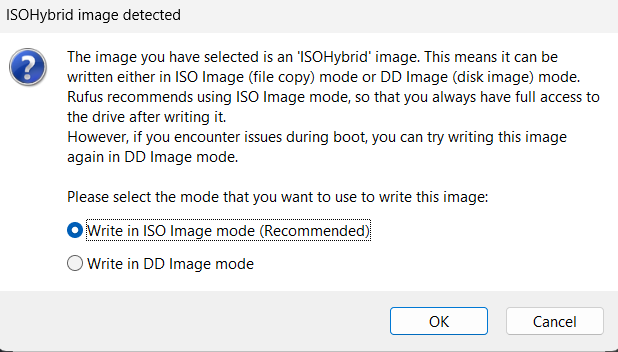 ISOHybrid image detected
The image you have selected is an 'ISOHybrid' image. This means it can be
written either in ISO Image (file copy) mode or DD Image (disk image) mode.
Rufus recommends using ISO Image mode, so that you always have full access to
the drive after writing it.
However, if you encounter issues during boot, you can try writing this image
again in DD Image mode.
Please select the mode that you want to use to write this image:
Write in ISO Image mode (Recommended)
Write in DD Image mode
OK
Cancel